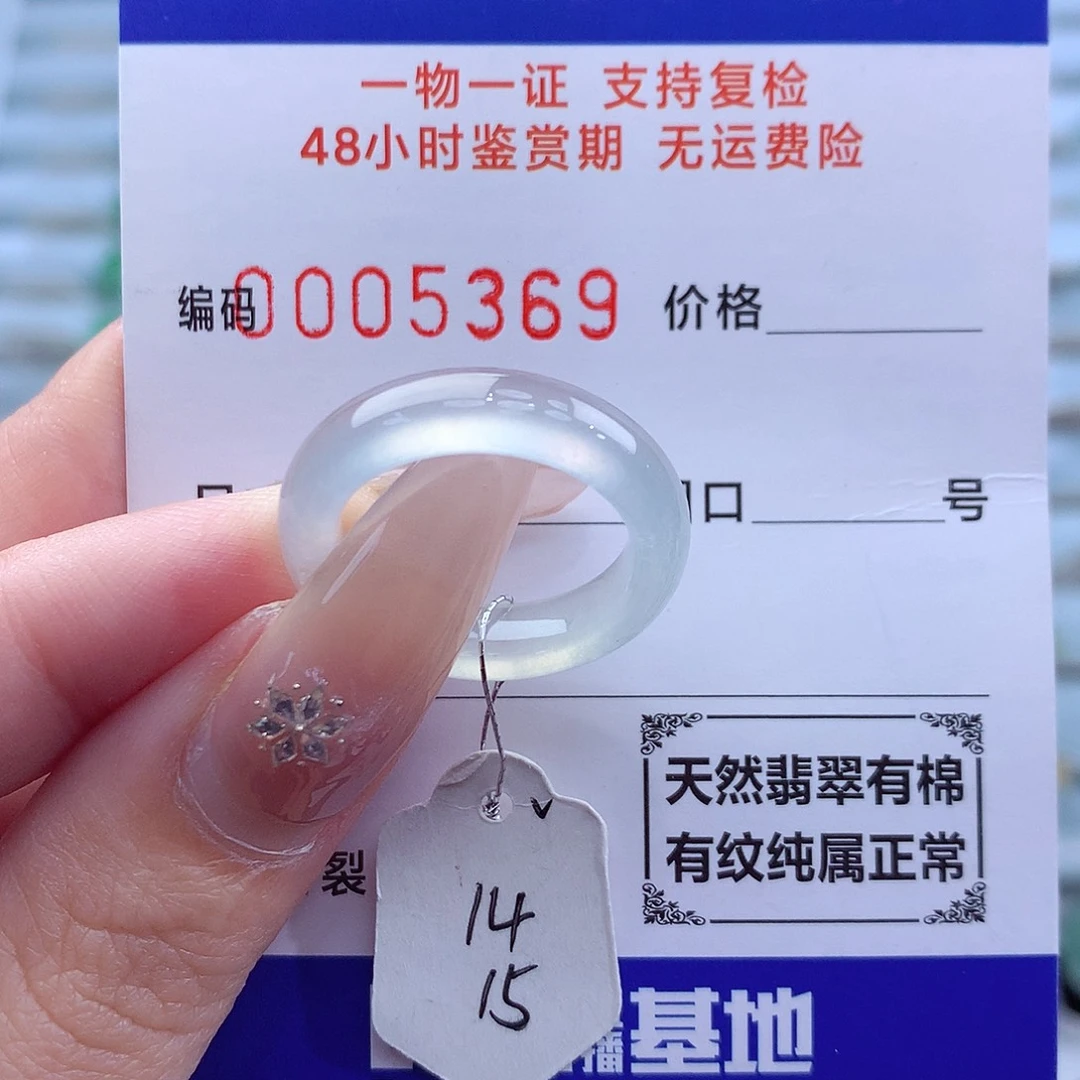 一物一证 支持复检
48小时鉴赏期 无运费险
编码0005369 价格
口 号
天然翡翠有棉
有纹纯属正常
裂
14
15
播基地